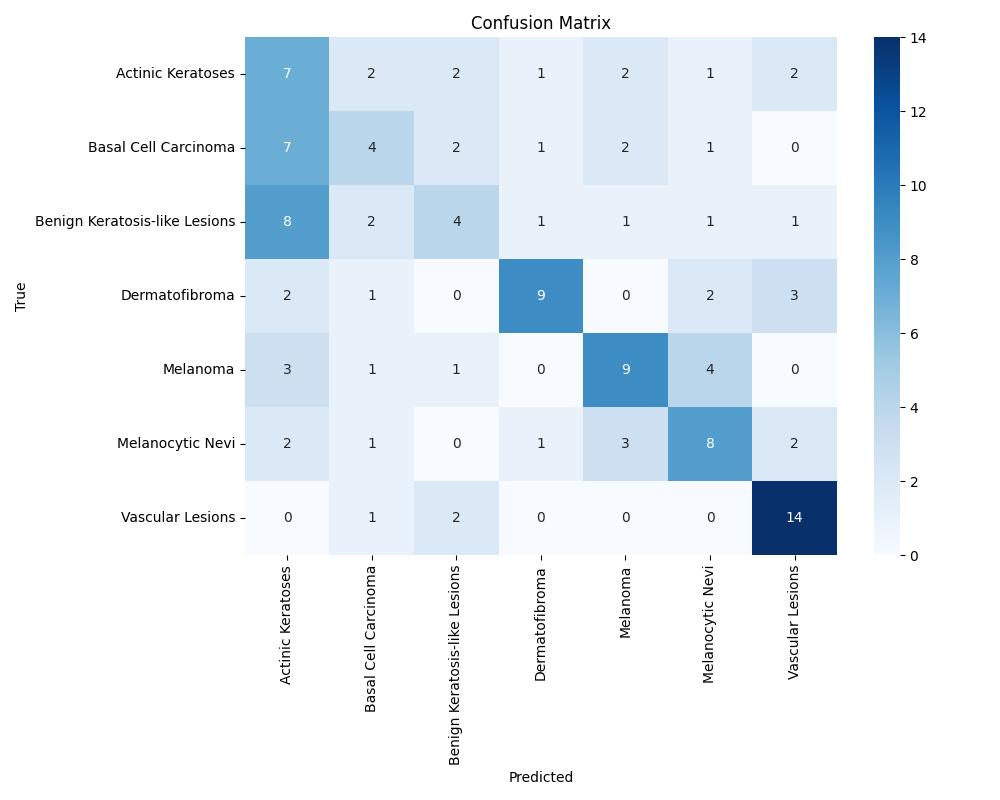 Confusion Matrix
Actinic Keratoses 7 2 2 1 2 1 2
Basal Cell Carcinoma 7 4 2 1 2 1 0
Benign Keratosis-like Lesions 8 2 4 1 1 1 1
Dermatofibroma 2 1 0 9 0 2 3
Melanoma 3 1 1 0 9 4 0
Melanocytic Nevi 2 1 0 1 3 8 2
Vascular Lesions 0 1 2 0 0 0 14
True
Actinic Keratoses
Basal Cell Carcinoma
Benign Keratosis-like Lesions
Dermatofibroma
Melanoma
Melanocytic Nevi
Vascular Lesions
Predicted
14
12
10
8
6
4
2
0